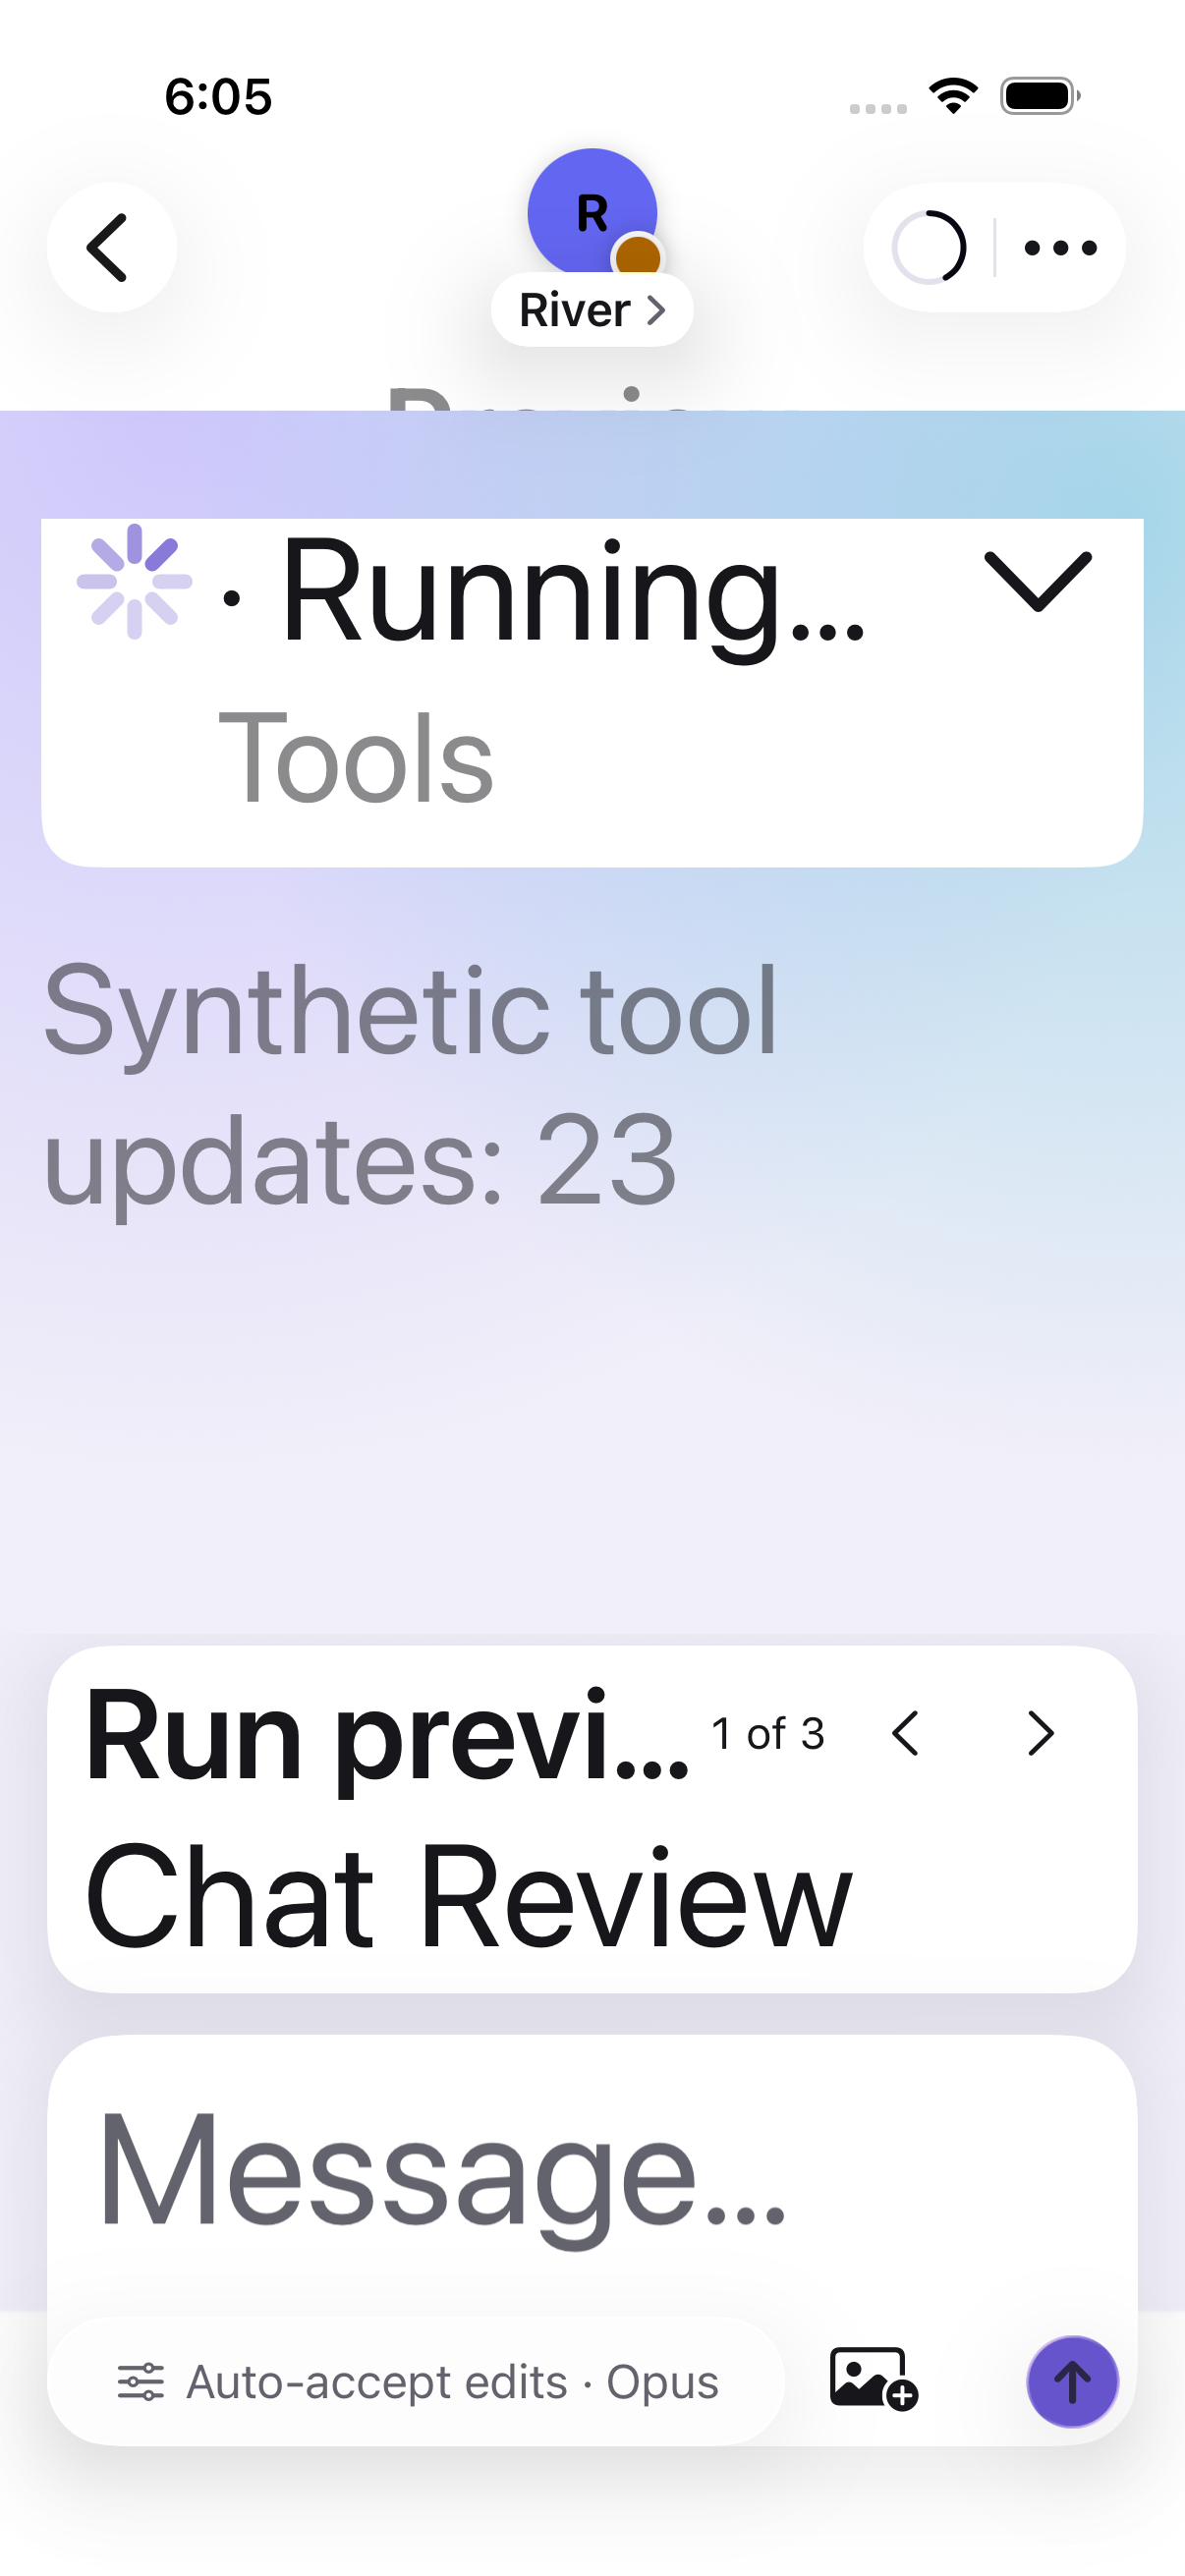 6:05
R
River
· Running...
Tools
Synthetic tool
updates: 23
Run previ... 1 of 3
Chat Review
Message...
Auto-accept edits · Opus